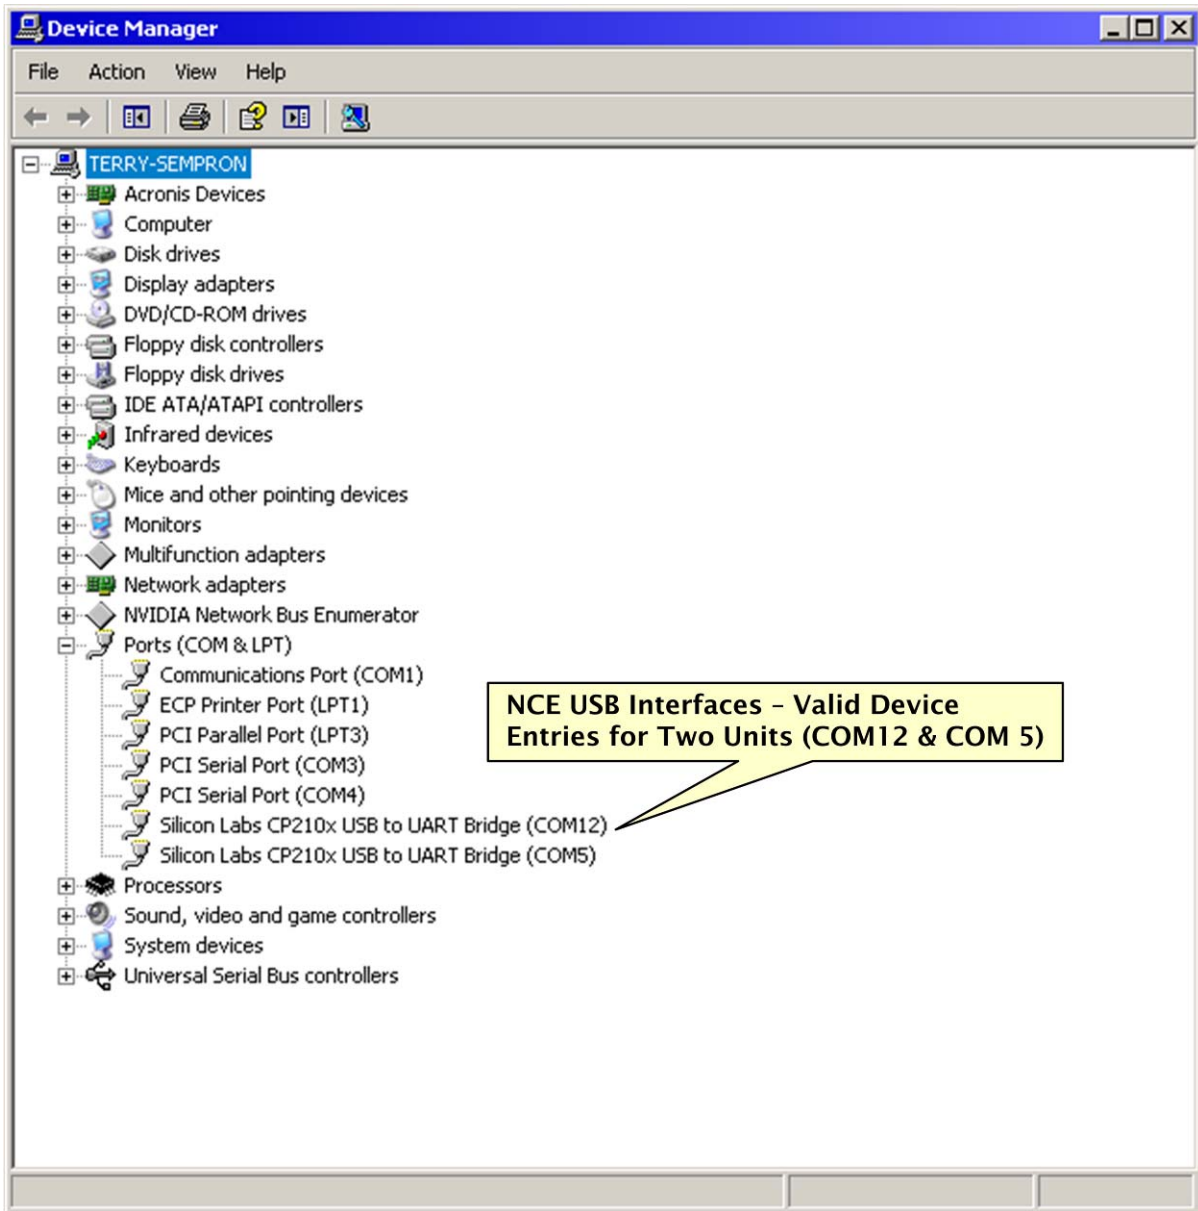 Device Manager
File Action View Help
TERRY-SEMPRON
Acronis Devices
Computer
Disk drives
Display adapters
DVD/CD-ROM drives
Floppy disk controllers
Floppy disk drives
IDE ATA/ATAPI controllers
Infrared devices
Keyboards
Mice and other pointing devices
Monitors
Multifunction adapters
Network adapters
NVIDIA Network Bus Enumerator
Ports (COM & LPT)
Communications Port (COM1)
ECP Printer Port (LPT1)
PCI Parallel Port (LPT3)
PCI Serial Port (COM3)
PCI Serial Port (COM4)
Silicon Labs CP210x USB to UART Bridge (COM12)
Silicon Labs CP210x USB to UART Bridge (COM5)
NCE USB Interfaces – Valid Device
Entries for Two Units (COM12 & COM 5)
Processors
Sound, video and game controllers
System devices
Universal Serial Bus controllers